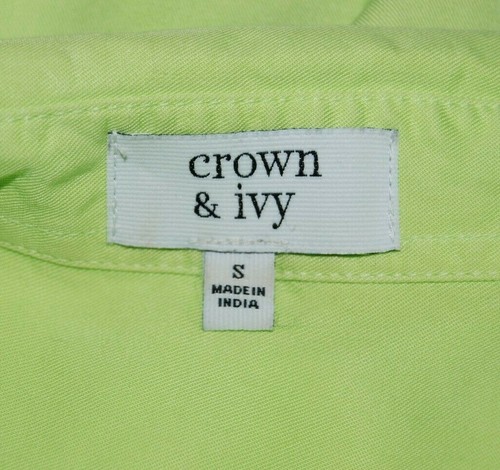 crown
& ivy
S
MADE IN
INDIA